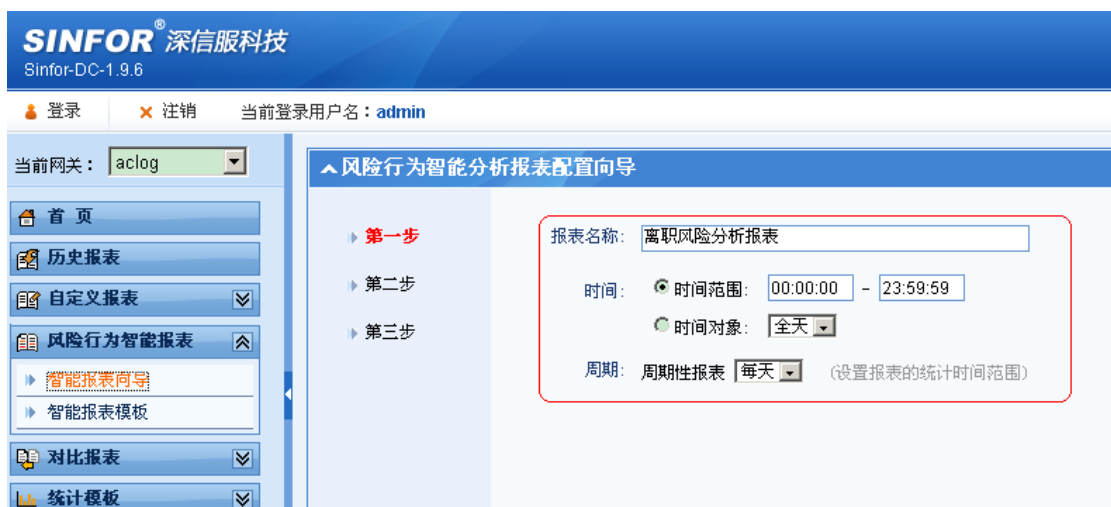 SINFOR® 深信服科技
Sinfor-DC-1.9.6
登录 注销 当前登录用户名：admin
当前网关： aclog
风险行为智能分析报表配置向导
首 页
历史报表
自定义报表
风险行为智能报表
智能报表向导
智能报表模板
对比报表
统计模板
第一步
第二步
第三步
报表名称: 离职风险分析报表
时间: 时间范围: 00:00:00 - 23:59:59
时间对象: 全天
周期: 周期性报表 每天 (设置报表的统计时间范围)